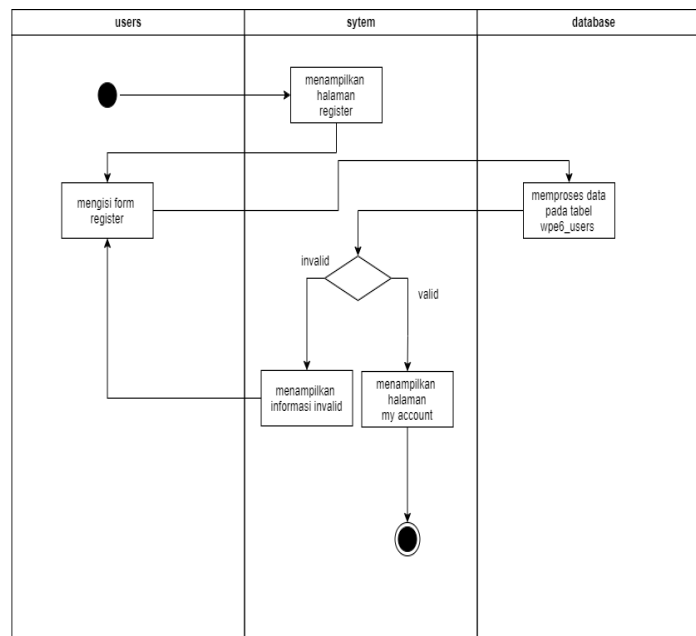 users
sytem
database
menampilkan
halaman
register
mengisi form
register
memproses data
pada tabel
wpe6_users
invalid
valid
menampilkan
informasi invalid
menampilkan
halaman
my account